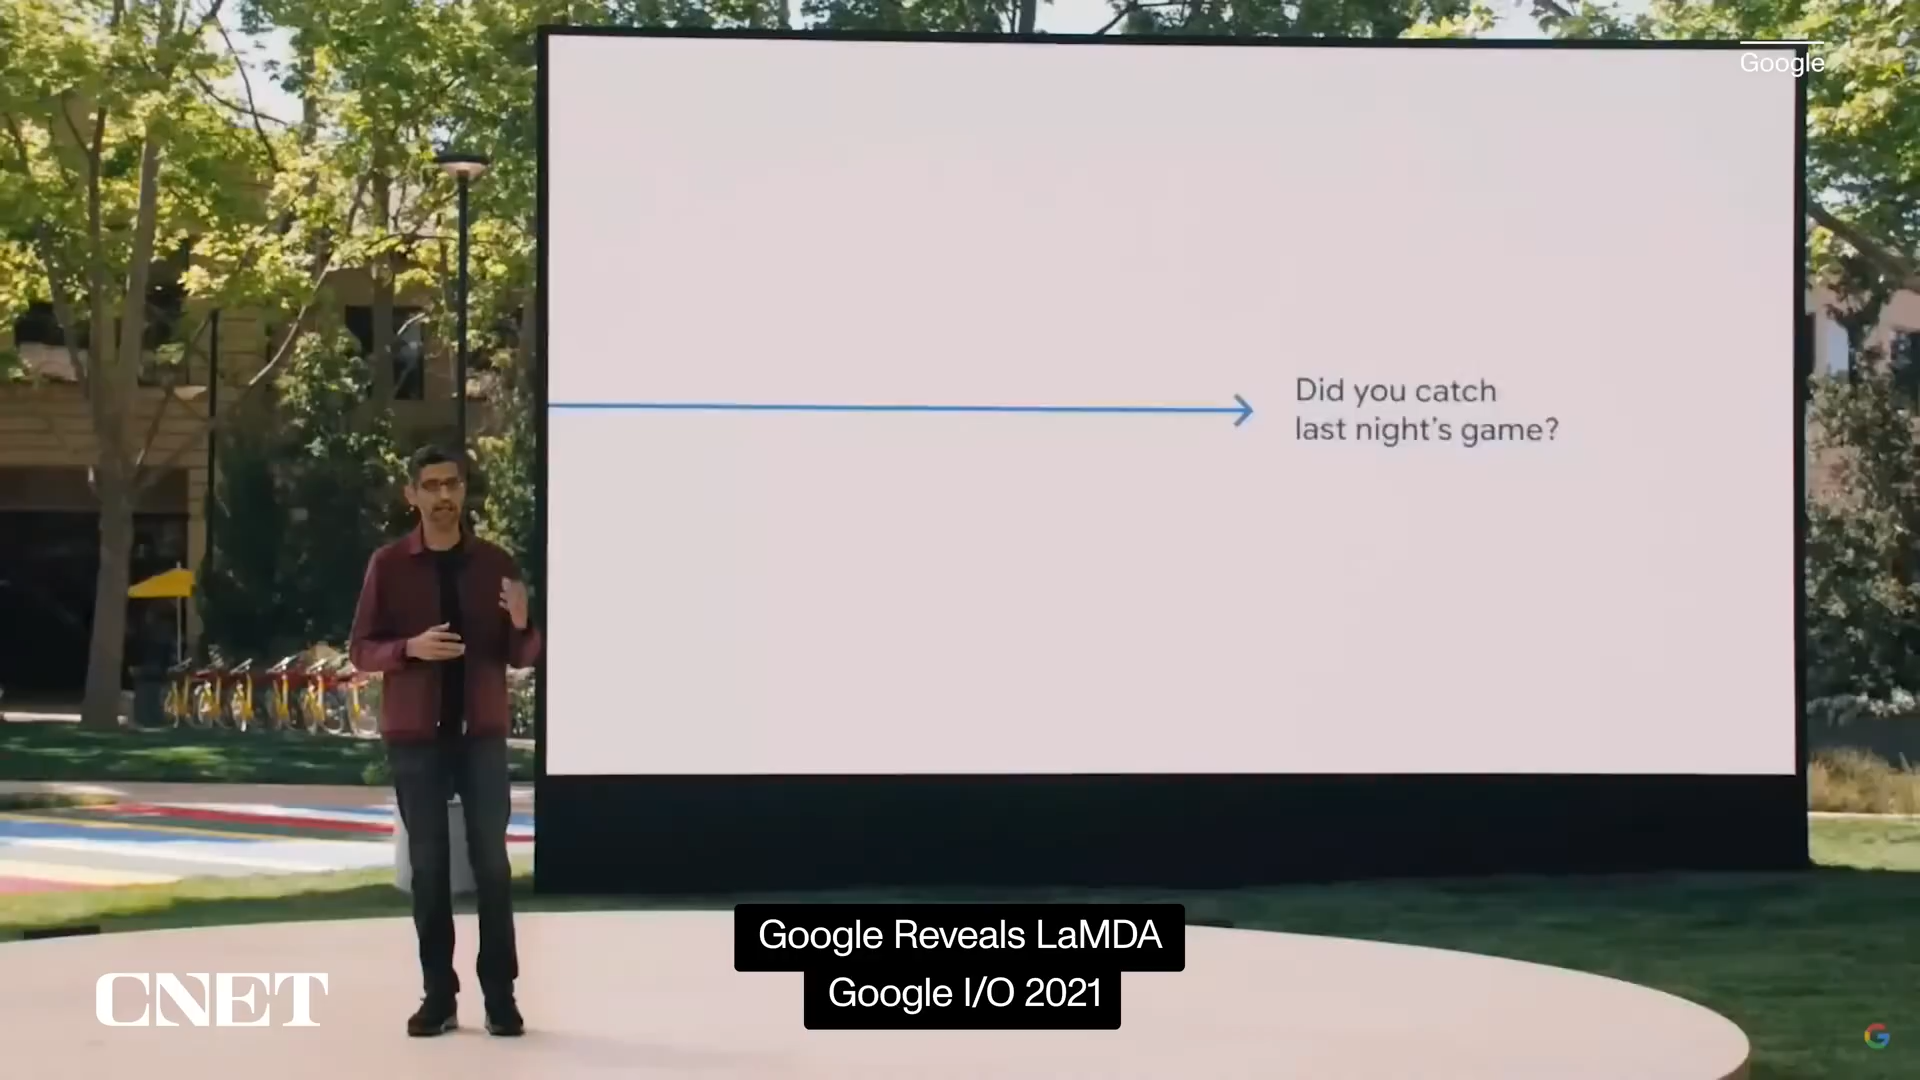 Google
Did you catch
last night's game?
Google Reveals LaMDA
Google I/O 2021
CNET
G